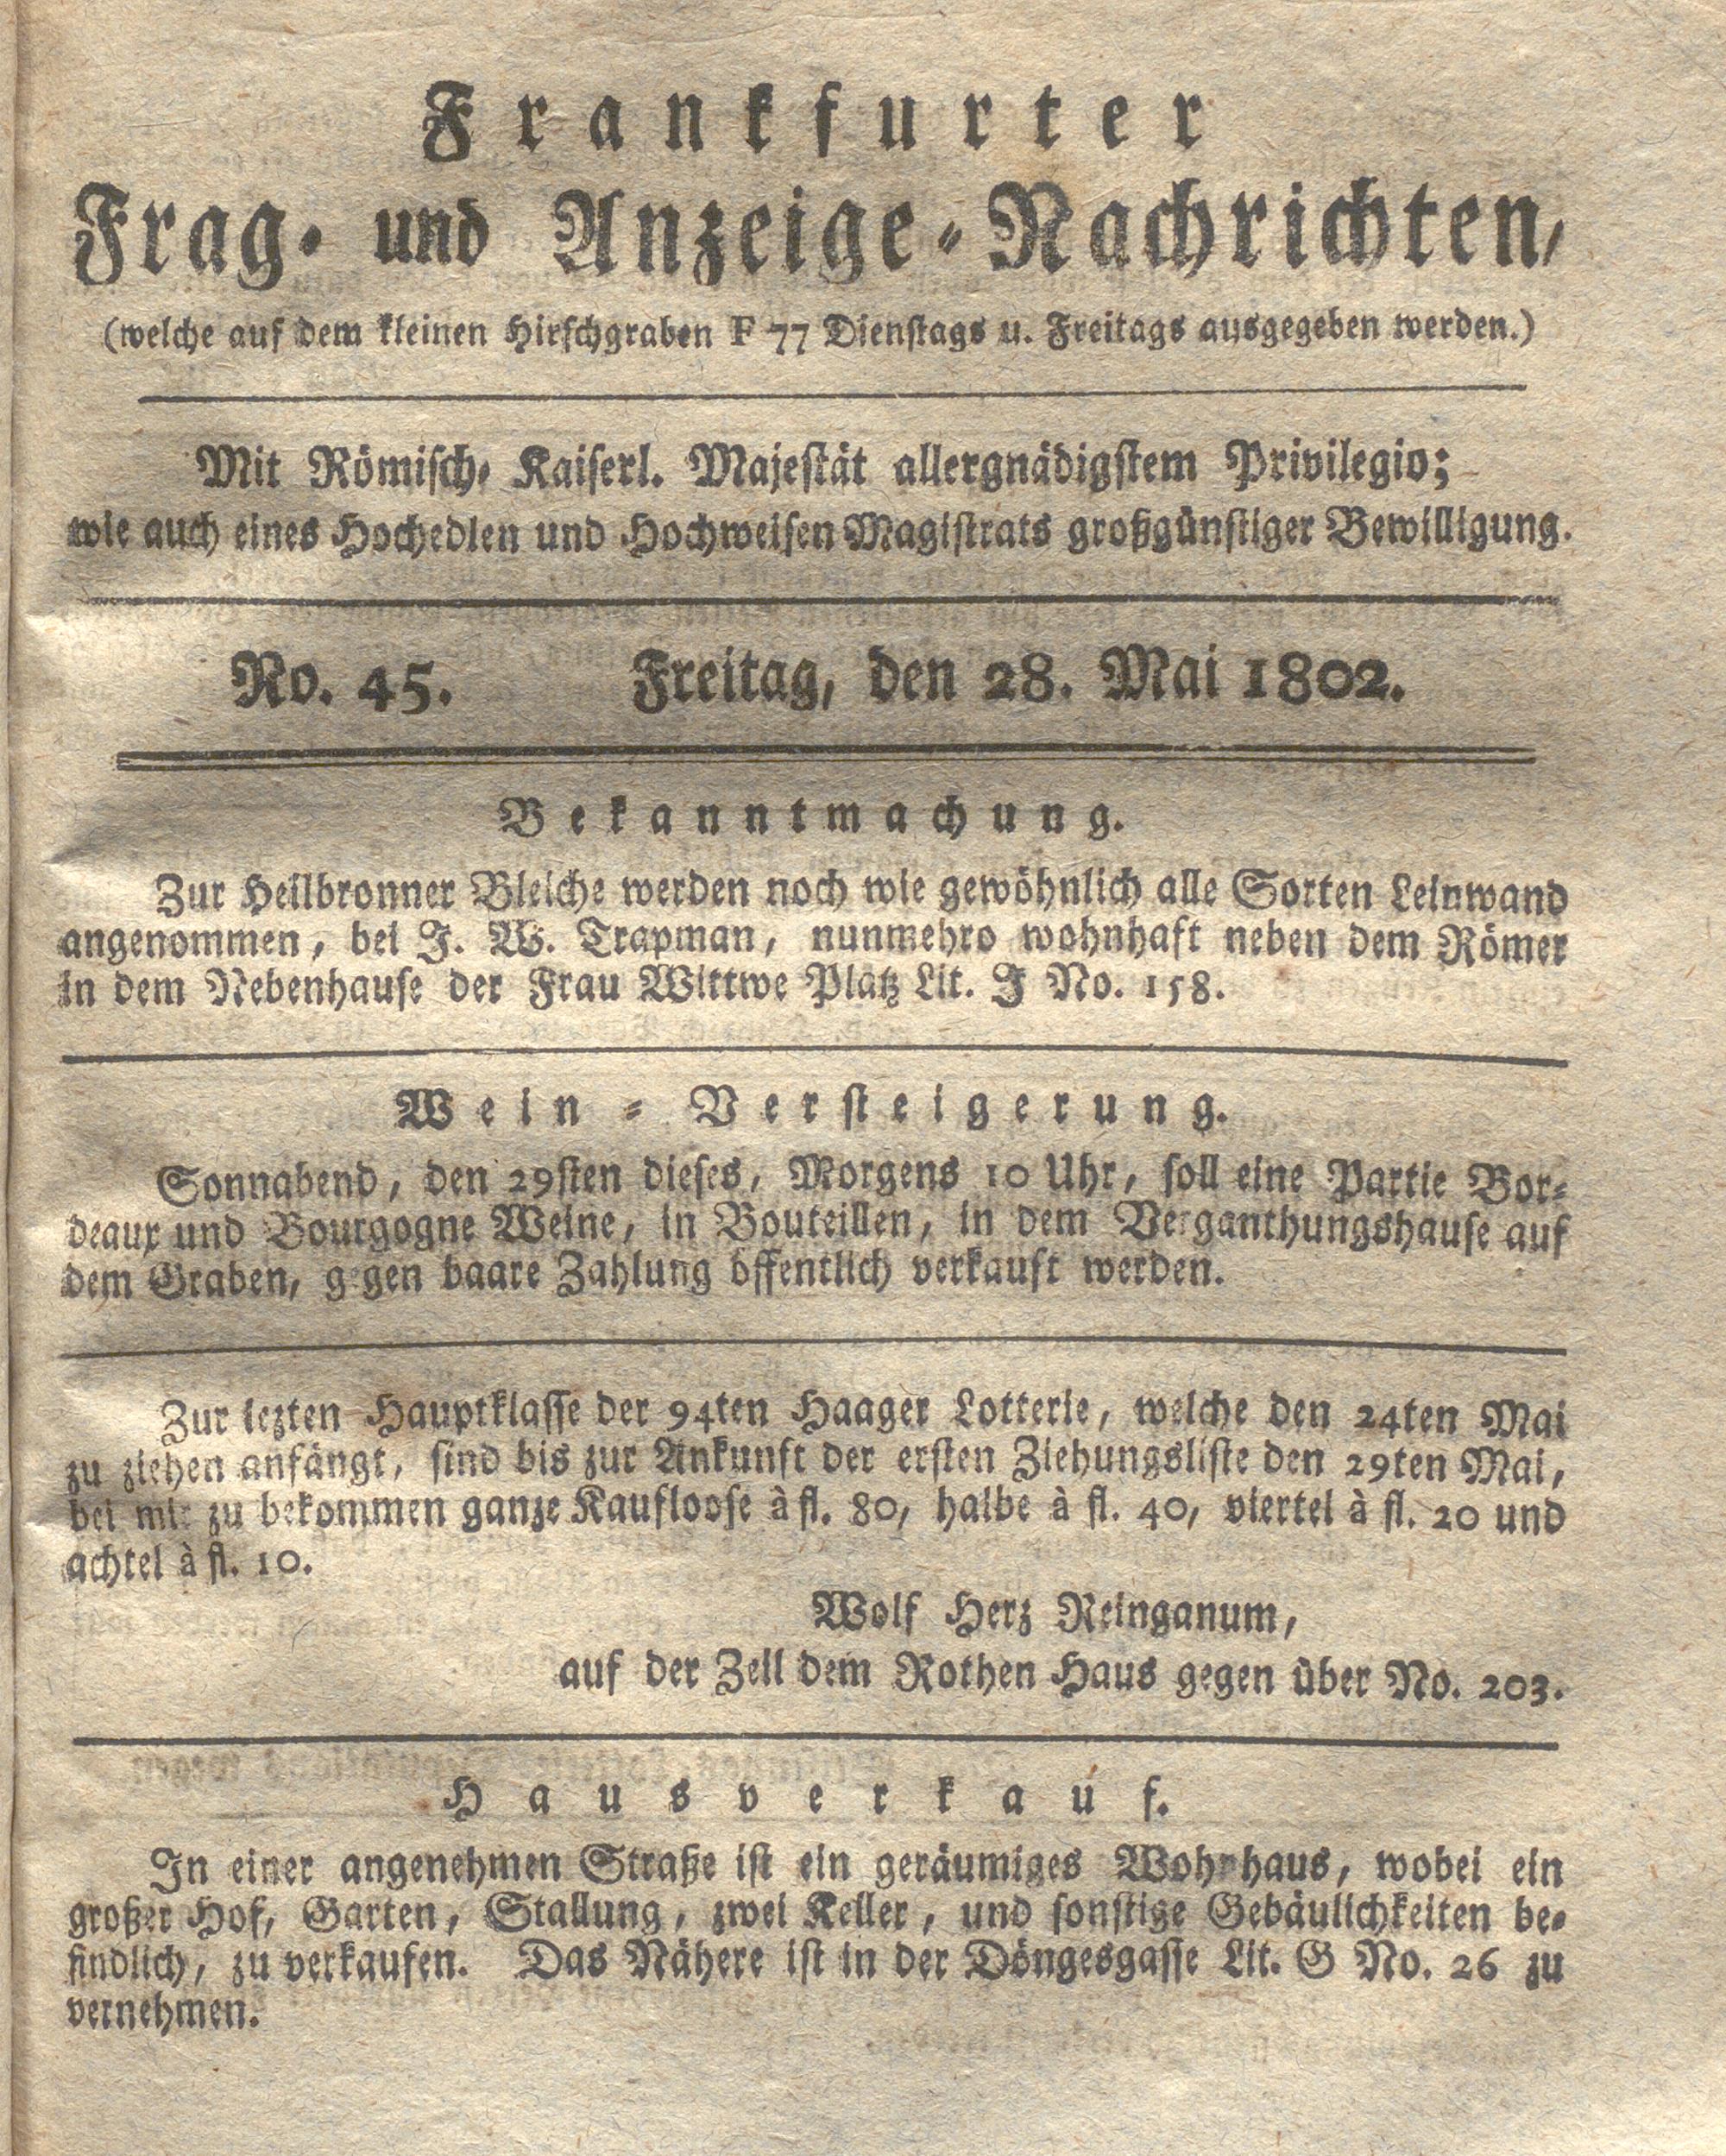 Frankfurter
Frag- und Anzeige-Nachrichten,
(welche auf dem kleinen Hirschgraben F 77 Dienstags u. Freitags ausgegeben werden.)
Mit Römisch-Kaiserl. Majestät allergnädigstem Privilegio;
wie auch eines Hochedlen und Hochweisen Magistrats großgünstiger Bewilligung.
No. 45. Freitag, den 28. Mai 1802.
Bekanntmachung.
Zur Heilbronner Bleiche werden noch wie gewöhnlich alle Sorten Leinwand
angenommen, bei J. W. Trapman, nunmehro wohnhaft neben dem Römer
in dem Nebenhause der Frau Wittwe Platz Lit. J No. 158.
Wein-Versteigerung.
Sonnabend, den 29sten dieses, Morgens 10 Uhr, soll eine Partie Bor-
deaux und Bourgogne Weine, in Bouteillen, in dem Verganthungshause auf
dem Graben, gegen baare Zahlung öffentlich verkauft werden.
Zur lezten Hauptklasse der 94ten Haager Lotterie, welche den 24ten Mai
zu ziehen anfängt, sind bis zur Ankunft der ersten Ziehungsliste den 29ten Mai,
bei mir zu bekommen ganze Kaufloose à fl. 80, halbe à fl. 40, viertel à fl. 20 und
achtel à fl. 10.
Wolf Herz Reinganum,
auf der Zeil dem Rothen Haus gegen über No. 203.
Hausverkauf.
In einer angenehmen Straße ist ein geräumiges Wohnhaus, wobei ein
großer Hof, Garten, Stallung, zwei Keller, und sonstige Gebäulichkeiten be-
findlich, zu verkaufen. Das Nähere ist in der Döngesgasse Lit. G No. 26 zu
vernehmen.